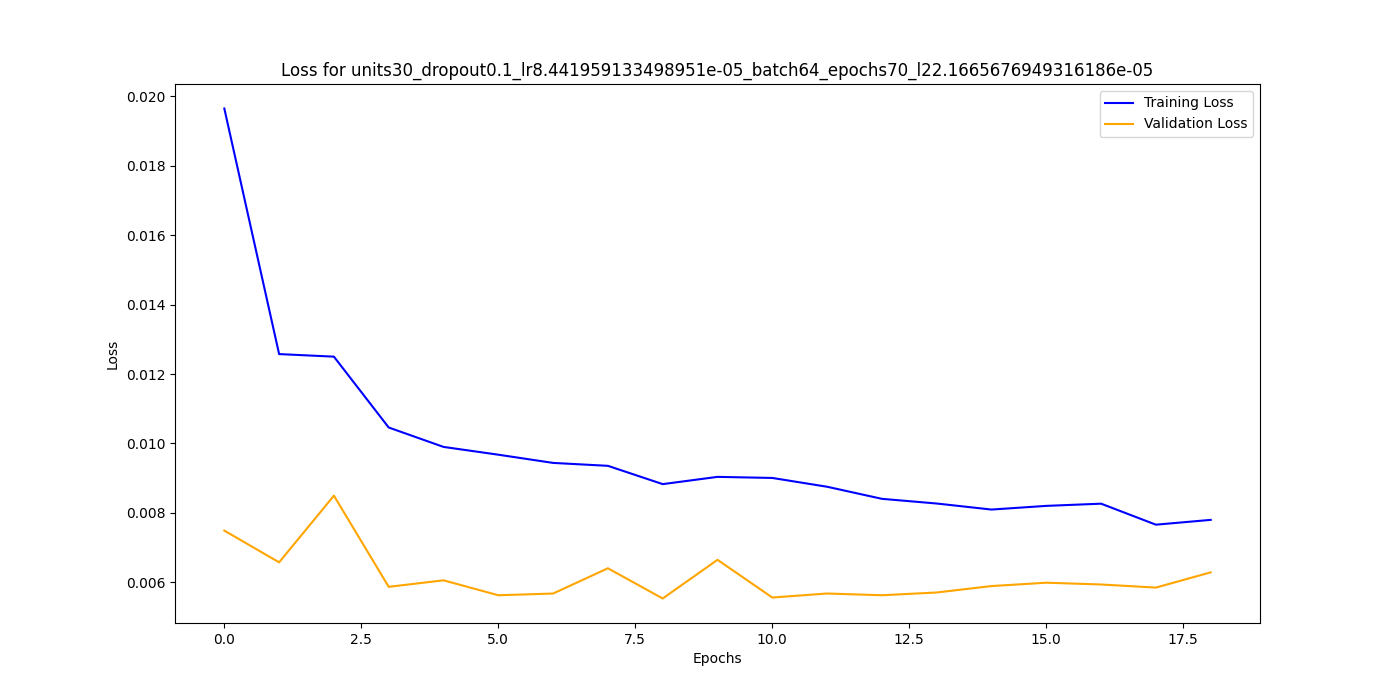 Loss for units30_dropout0.1_lr8.441959133498951e-05_batch64_epochs70_l22.1665676949316186e-05
Training Loss
Validation Loss
0.020
0.018
0.016
0.014
0.012
0.010
0.008
0.006
Loss
0.0 2.5 5.0 7.5 10.0 12.5 15.0 17.5
Epochs